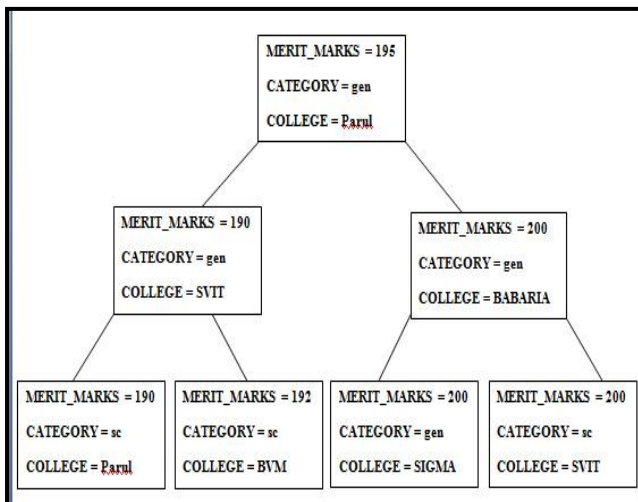 MERIT_MARKS = 195
CATEGORY = gen
COLLEGE = Parul
MERIT_MARKS = 190
CATEGORY = gen
COLLEGE = SVIT
MERIT_MARKS = 200
CATEGORY = gen
COLLEGE = BABARIA
MERIT_MARKS = 190
CATEGORY = sc
COLLEGE = Parul
MERIT_MARKS = 192
CATEGORY = sc
COLLEGE = BVM
MERIT_MARKS = 200
CATEGORY = gen
COLLEGE = SIGMA
MERIT_MARKS = 200
CATEGORY = sc
COLLEGE = SVIT